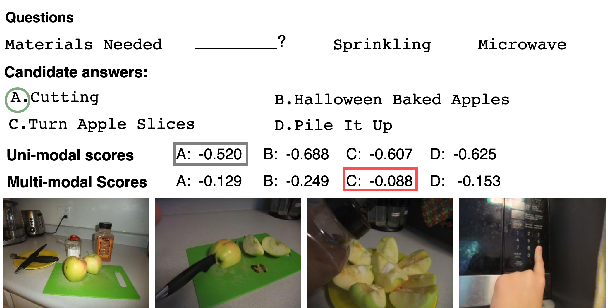 Questions
Materials Needed ________? Sprinkling Microwave
Candidate answers:
A.Cutting B.Halloween Baked Apples
C.Turn Apple Slices D.Pile It Up
Uni-modal scores A: -0.520 B: -0.688 C: -0.607 D: -0.625
Multi-modal Scores A: -0.129 B: -0.249 C: -0.088 D: -0.153